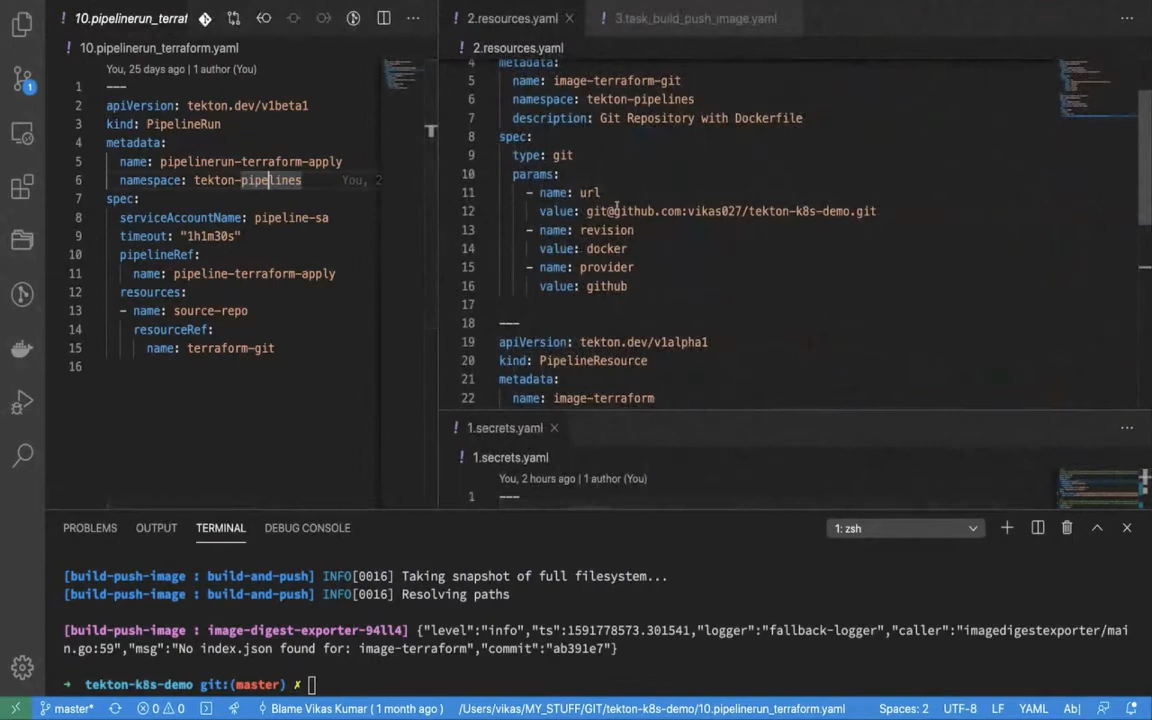 10.pipelinerun_terraf
10.pipelinerun_terraform.yaml
You, 25 days ago | 1 author (You)
1 ---
2 apiVersion: tekton.dev/v1beta1
3 kind: PipelineRun
4 metadata:
5 name: pipelinerun-terraform-apply
6 namespace: tekton-pipelines You, 2
7 spec:
8 serviceAccountName: pipeline-sa
9 timeout: "1h1m30s"
10 pipelineRef:
11 name: pipeline-terraform-apply
12 resources:
13 - name: source-repo
14 resourceRef:
15 name: terraform-git
16
2.resources.yaml 3.task_build_push_image.yaml
2.resources.yaml
4 metadata:
5 name: image-terraform-git
6 namespace: tekton-pipelines
7 description: Git Repository with Dockerfile
8 spec:
9 type: git
10 params:
11 - name: url
12 value: git@github.com:vikas027/tekton-k8s-demo.git
13 - name: revision
14 value: docker
15 - name: provider
16 value: github
17
18 ---
19 apiVersion: tekton.dev/v1alpha1
20 kind: PipelineResource
21 metadata:
22 name: image-terraform
1.secrets.yaml
1.secrets.yaml
You, 2 hours ago | 1 author (You)
1 ---
PROBLEMS OUTPUT TERMINAL DEBUG CONSOLE 1: zsh
[build-push-image : build-and-push] INFO[0016] Taking snapshot of full filesystem...
[build-push-image : build-and-push] INFO[0016] Resolving paths
[build-push-image : image-digest-exporter-94ll4] {"level":"info","ts":1591778573.301541,"logger":"fallback-logger","caller":"imagedigestexporter/mai
n.go:59","msg":"No index.json found for: image-terraform","commit":"ab391e7"}
→ tekton-k8s-demo git:(master) ✗
master* 0 0 Blame Vikas Kumar ( 1 month ago ) /Users/vikas/MY_STUFF/GIT/tekton-k8s-demo/10.pipelinerun_terraform.yaml Spaces: 2 UTF-8 LF YAML Ab|
1